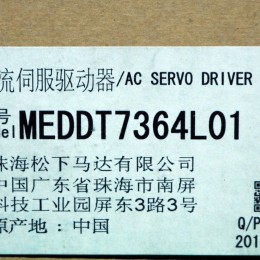 流伺服驱动器/AC SERVO DRIVER
号
del MEDDT7364L01
珠海松下马达有限公司
中国广东省珠海市南屏
科技工业园屏东3路3号
原产地: 中国
Q/P
201